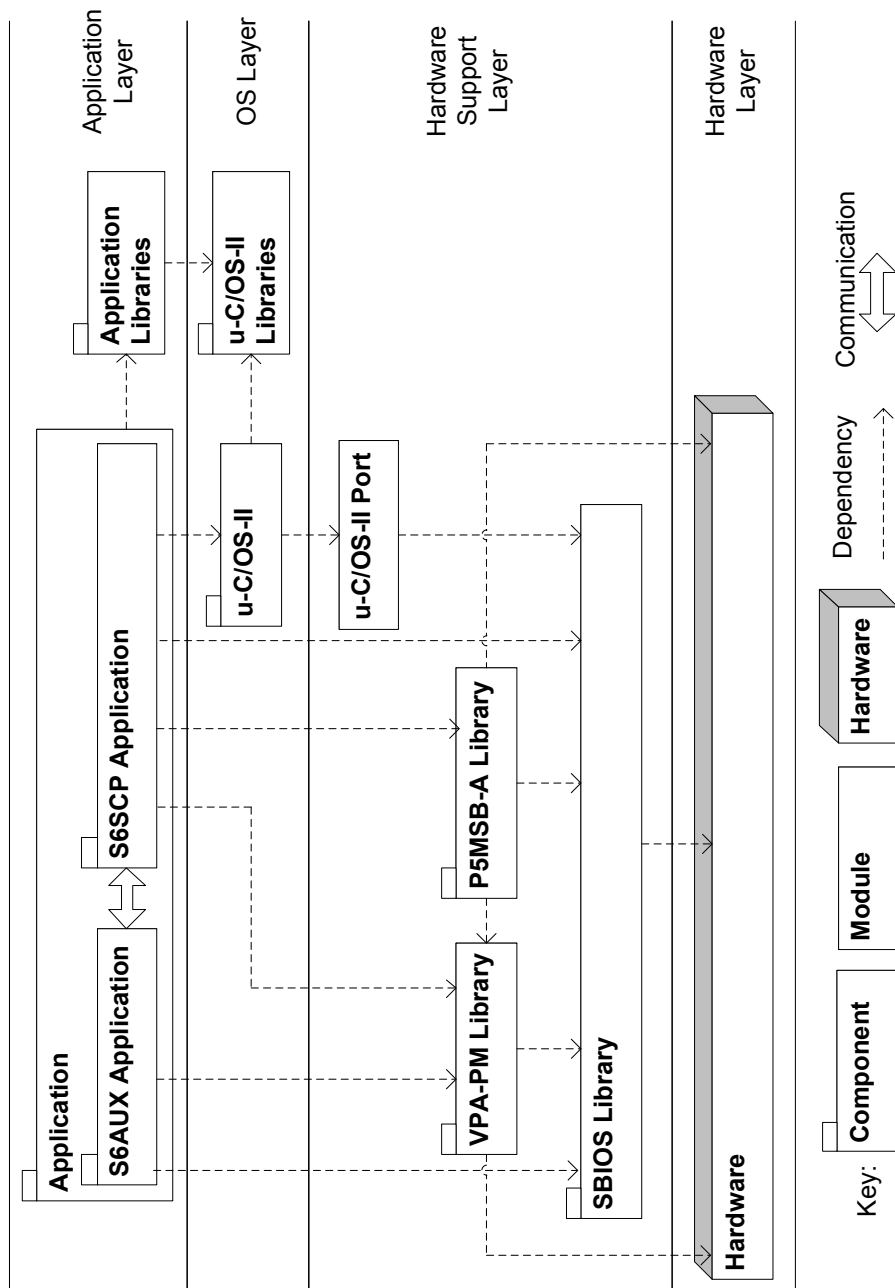 Application
Layer
Application
S6AUX Application
S6SCP Application
Application
Libraries
OS Layer
u-C/OS-II
u-C/OS-II
Libraries
Hardware
Support
Layer
u-C/OS-II Port
VPA-PM Library
P5MSB-A Library
SBIOS Library
Hardware
Layer
Hardware
Key:
Component
Module
Hardware
Dependency
Communication